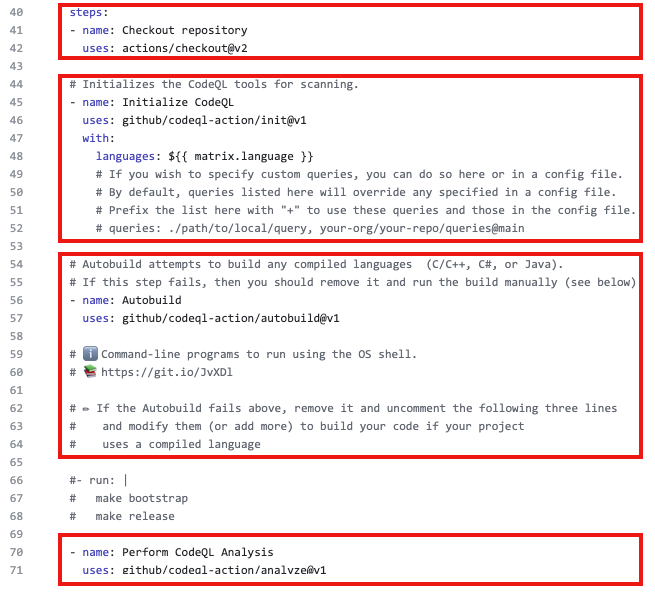 40 steps:
41 - name: Checkout repository
42 uses: actions/checkout@v2
43
44 # Initializes the CodeQL tools for scanning.
45 - name: Initialize CodeQL
46 uses: github/codeql-action/init@v1
47 with:
48 languages: ${{ matrix.language }}
49 # If you wish to specify custom queries, you can do so here or in a config file.
50 # By default, queries listed here will override any specified in a config file.
51 # Prefix the list here with "+" to use these queries and those in the config file.
52 # queries: ./path/to/local/query, your-org/your-repo/queries@main
53
54 # Autobuild attempts to build any compiled languages (C/C++, C#, or Java).
55 # If this step fails, then you should remove it and run the build manually (see below)
56 - name: Autobuild
57 uses: github/codeql-action/autobuild@v1
58
59 # ℹ️ Command-line programs to run using the OS shell.
60 # 📚 https://git.io/JvXDl
61
62 # ✏️ If the Autobuild fails above, remove it and uncomment the following three lines
63 # and modify them (or add more) to build your code if your project
64 # uses a compiled language
65
66 #- run: |
67 # make bootstrap
68 # make release
69
70 - name: Perform CodeQL Analysis
71 uses: github/codeql-action/analyze@v1